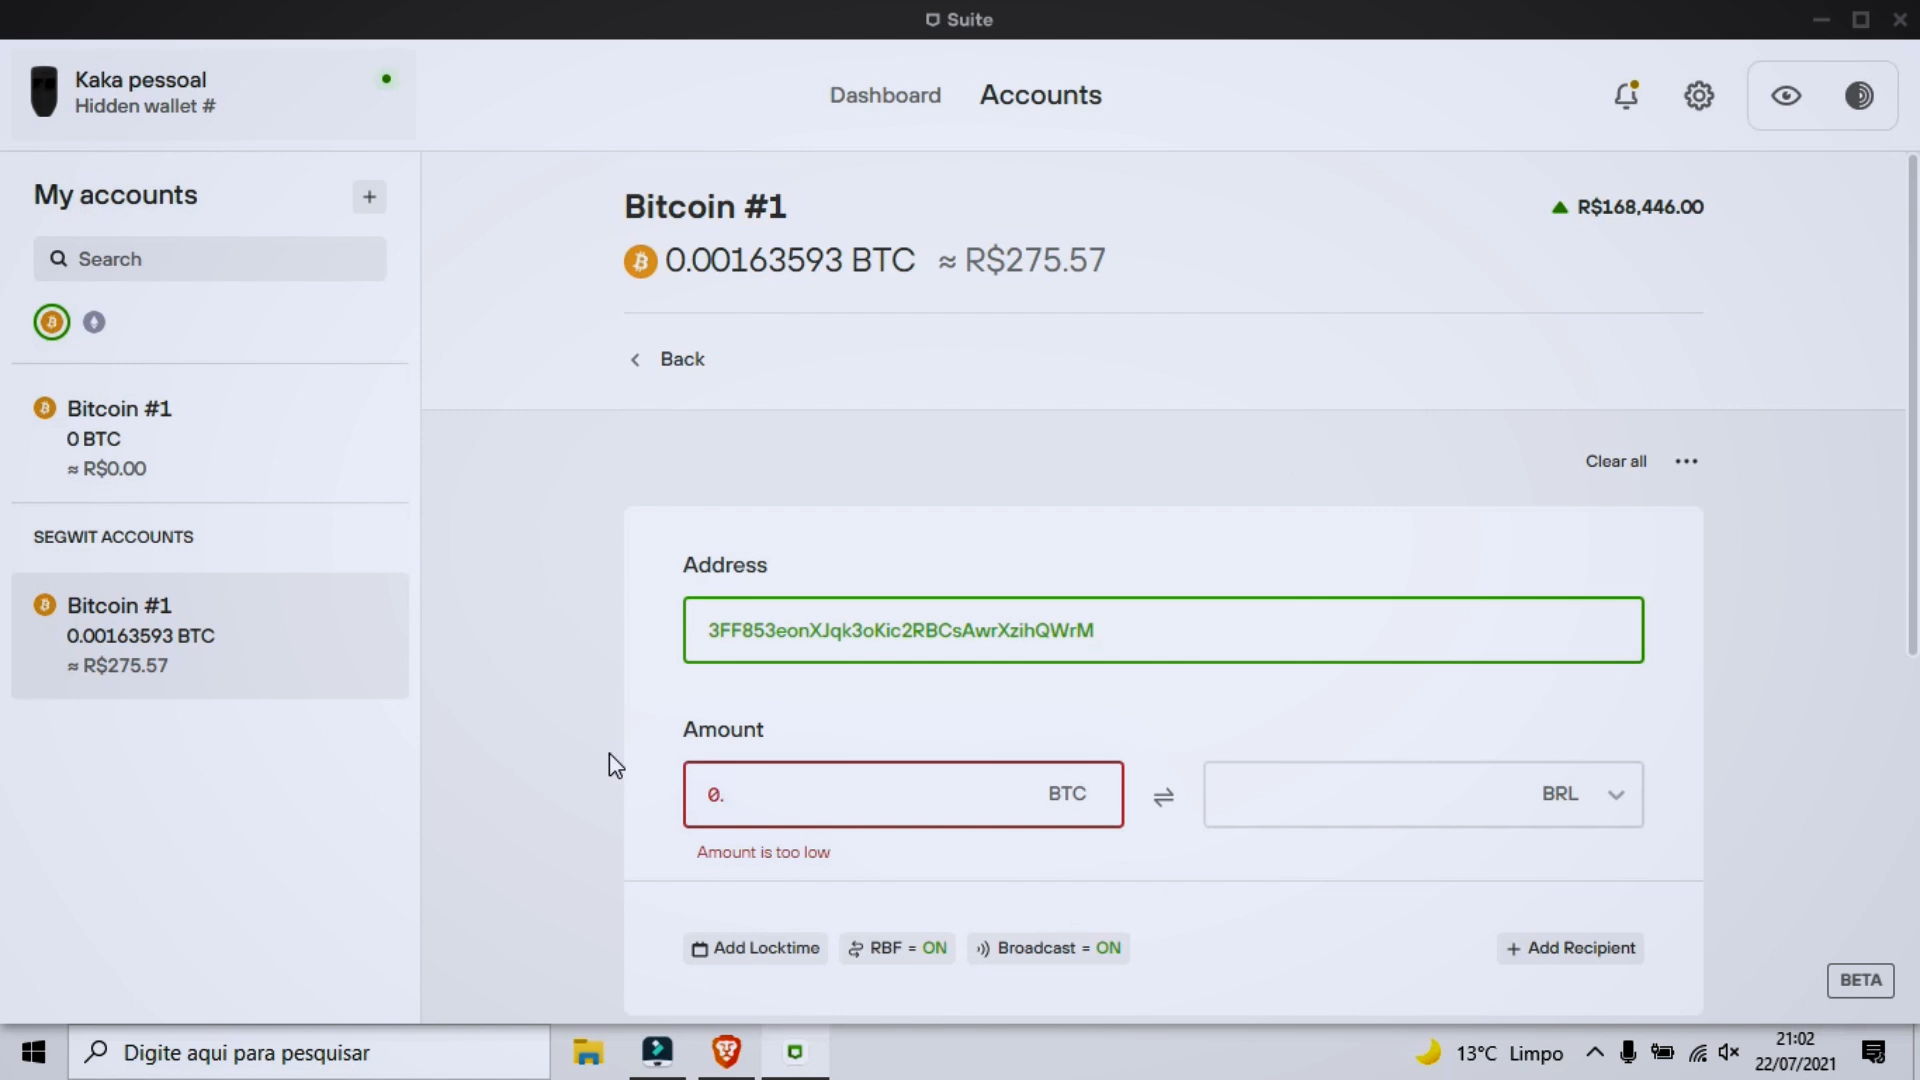 Suite
Kaka pessoal
Hidden wallet #
Dashboard
Accounts
My accounts
+
Search
Bitcoin #1
0 BTC
≈ R$0.00
SEGWIT ACCOUNTS
Bitcoin #1
0.00163593 BTC
≈ R$275.57
Bitcoin #1
R$168,446.00
0.00163593 BTC ≈ R$275.57
Back
Clear all
Address
3FF853eonXJqk3oKic2RBCsAwrXzihQWrM
Amount
0. BTC
BRL
Amount is too low
Add Locktime
RBF = ON
Broadcast = ON
+ Add Recipient
BETA
Digite aqui para pesquisar
13°C Limpo
21:02
22/07/2021